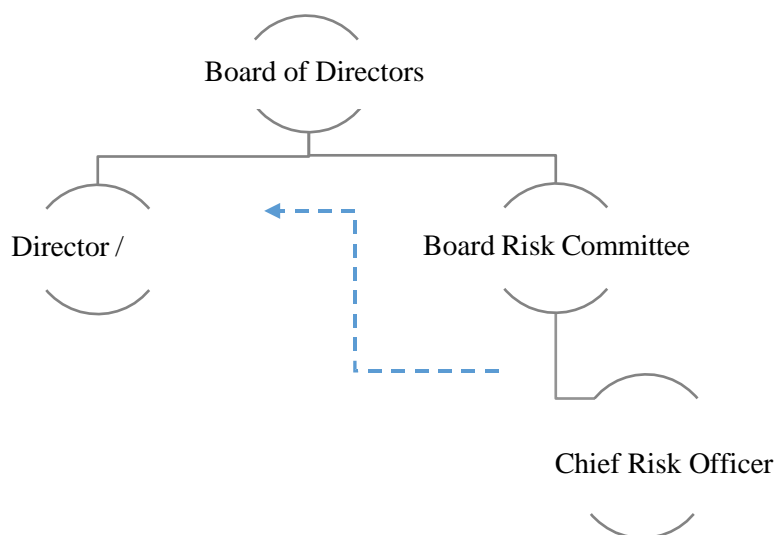 Board of Directors
Director /
Board Risk Committee
Chief Risk Officer